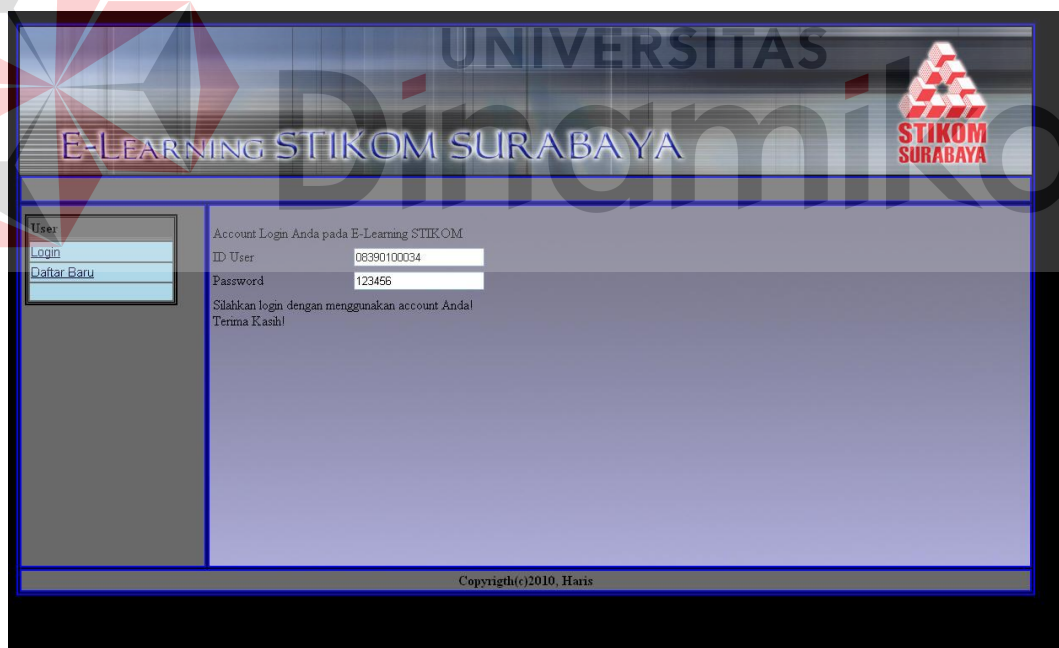 UNIVERSITAS
Dinamika
E-LEARNING STIKOM SURABAYA
STIKOM
SURABAYA
User
Login
Daftar Baru
Account Login Anda pada E-Learning STIKOM
ID User 08390100034
Password 123456
Silahkan login dengan menggunakan account Anda!
Terima Kasih!
Copyrigth(c)2010, Haris